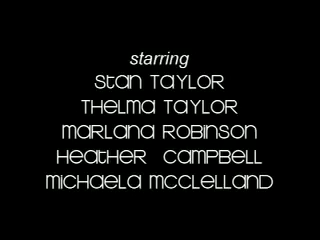 starring
Stan Taylor
Thelma Taylor
Marlana Robinson
Heather Campbell
Michaela McClelland